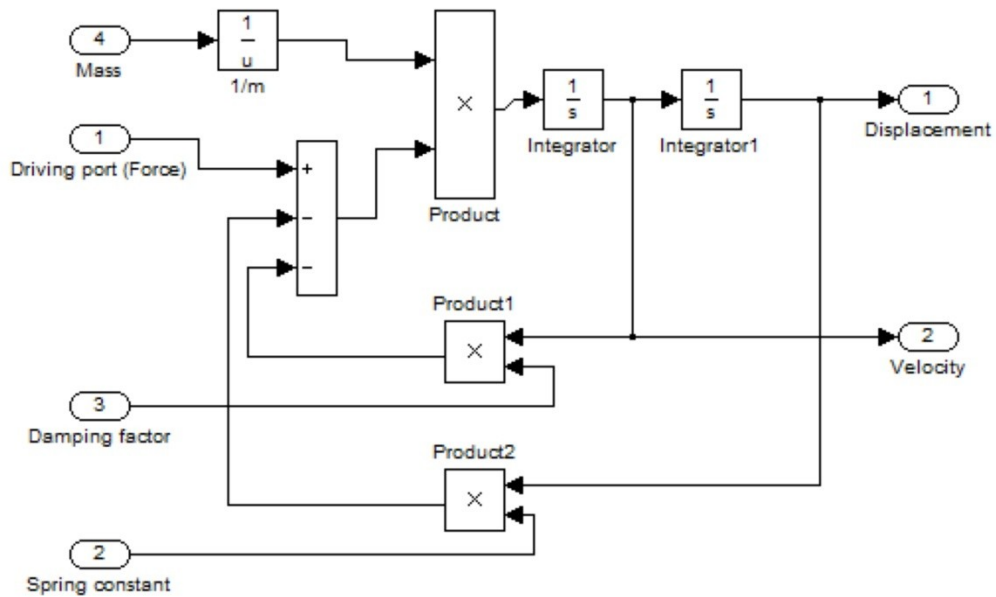 4
Mass
1
u
1/m
1
Driving port (Force)
+
−
−
×
Product
1
s
Integrator
1
s
Integrator1
1
Displacement
Product1
×
2
Velocity
3
Damping factor
Product2
×
2
Spring constant